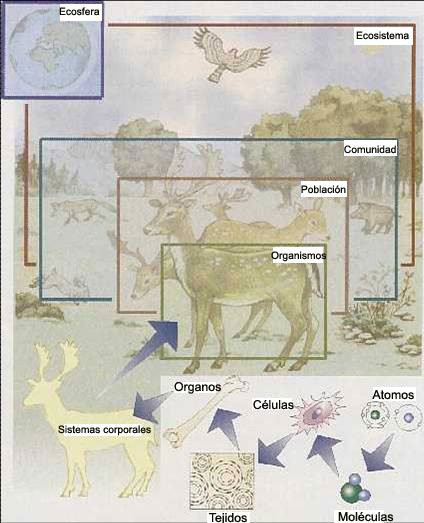 Ecosfera
Ecosistema
Comunidad
Población
Organismos
Organos
Atomos
Células
Sistemas corporales
Tejidos
Moléculas